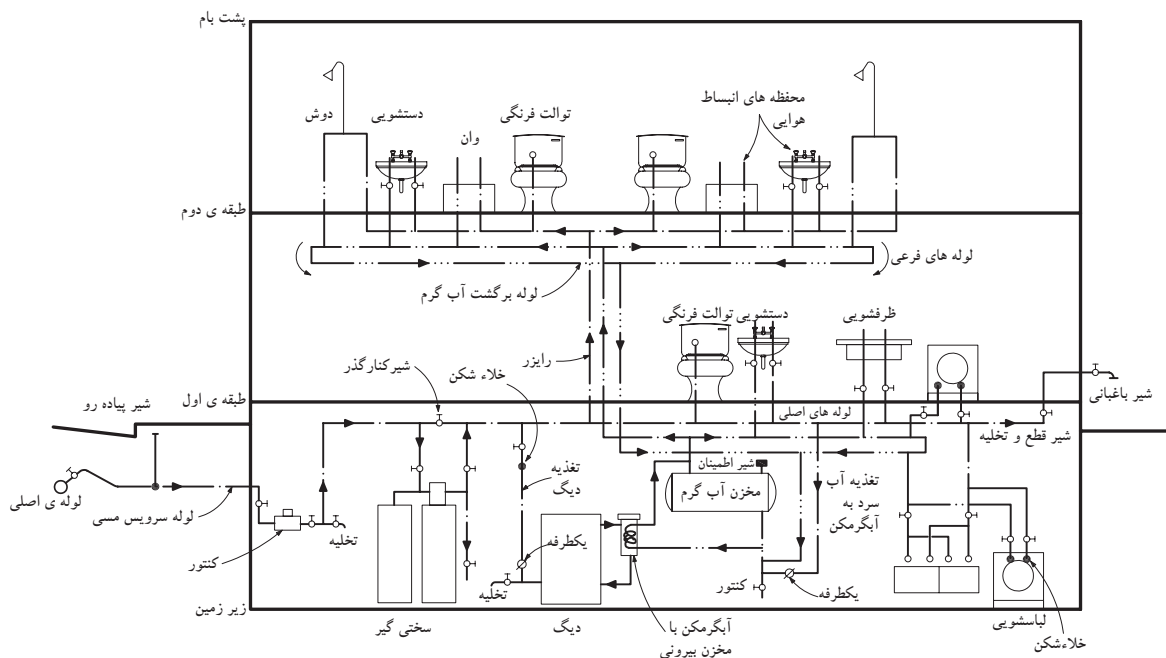 پشت بام
محفظه های انبساط
هوایی
توالت فرنگی
دستشویی
دوش
وان
طبقه ی دوم
لوله های فرعی
لوله برگشت آب گرم
ظرفشویی
دستشویی
توالت فرنگی
رایزر
شیرکنارگذر
خلاء شکن
شیر باغبانی
شیر پیاده رو
طبقه ی اول
لوله های اصلی
شیر قطع و تخلیه
شیر اطمینان
تغذیه
دیگ
مخزن آب گرم
تغذیه آب
سرد به
آبگرمکن
لوله ی اصلی
لوله سرویس مسی
تخلیه
یکطرفه
کنتور
تخلیه
کنتور
یکطرفه
زیر زمین
سختی گیر
دیگ
آبگرمکن با
مخزن بیرونی
لباسشویی
خلاءشکن